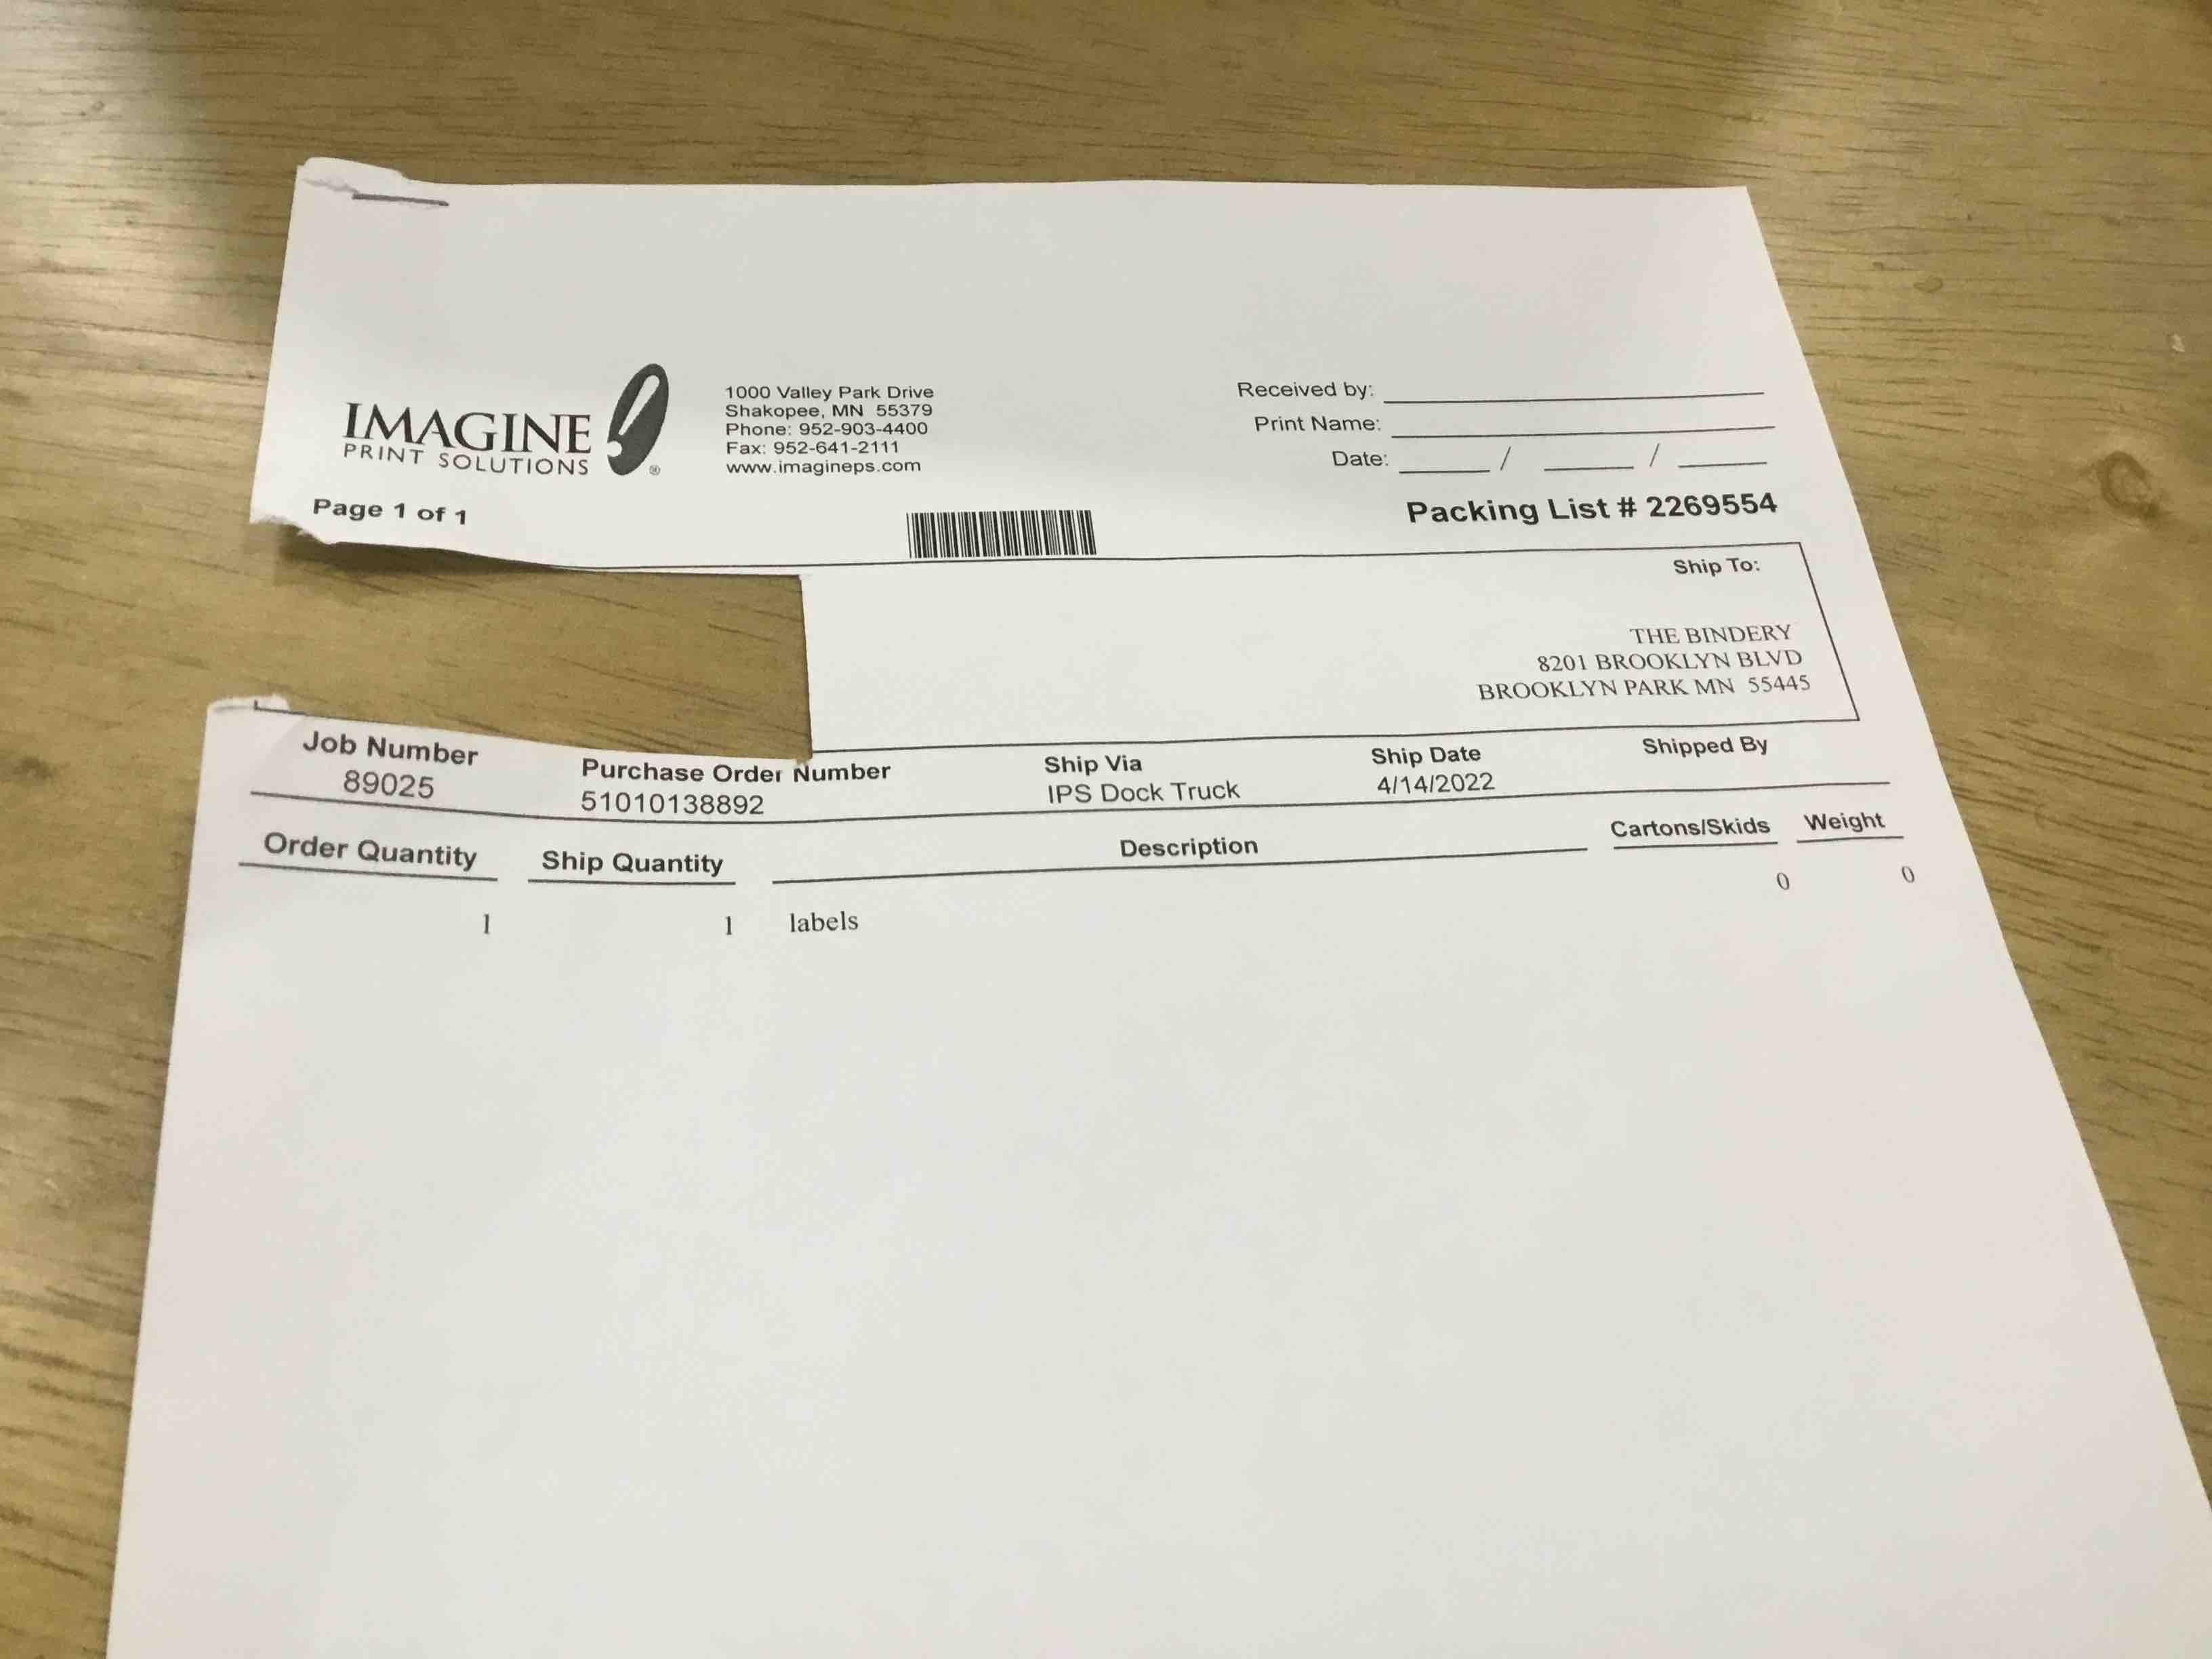 IMAGINE
PRINT SOLUTIONS
®
1000 Valley Park Drive
Shakopee, MN 55379
Phone: 952-903-4400
Fax: 952-641-2111
www.imagineps.com
Received by:
Print Name:
Date: / /
Page 1 of 1
Packing List # 2269554
Ship To:
THE BINDERY
8201 BROOKLYN BLVD
BROOKLYN PARK MN 55445
Job Number Purchase Order Number Ship Via Ship Date Shipped By
89025 51010138892 IPS Dock Truck 4/14/2022
Order Quantity Ship Quantity Description Cartons/Skids Weight
1 1 labels 0 0